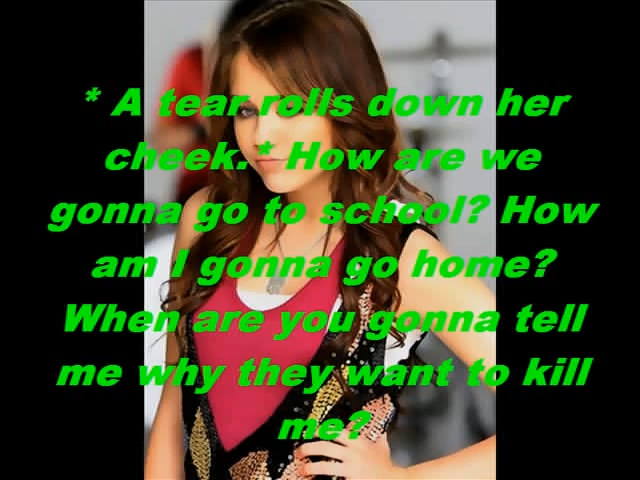 * A tear rolls down her
cheek.* How are we
gonna go to school? How
am I gonna go home?
When are you gonna tell
me why they want to kill
me?